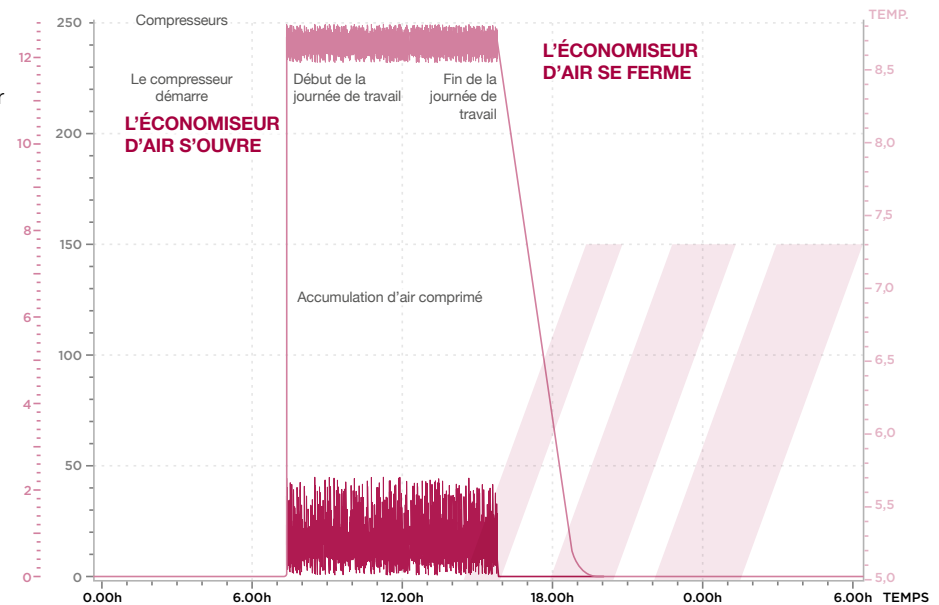 Compresseurs
TEMP.
250
12
L’ÉCONOMISEUR
D’AIR SE FERME
8,5
Le compresseur
démarre
Début de la
journée de travail
Fin de la
journée de
travail
r
L’ÉCONOMISEUR
D’AIR S’OUVRE
200
10
8,0
7,5
8
150
7,0
Accumulation d’air comprimé
6
100
6,5
4
6,0
50
2
5,5
0
0
5,0
0.00h
6.00h
12.00h
18.00h
0.00h
6.00h
TEMPS